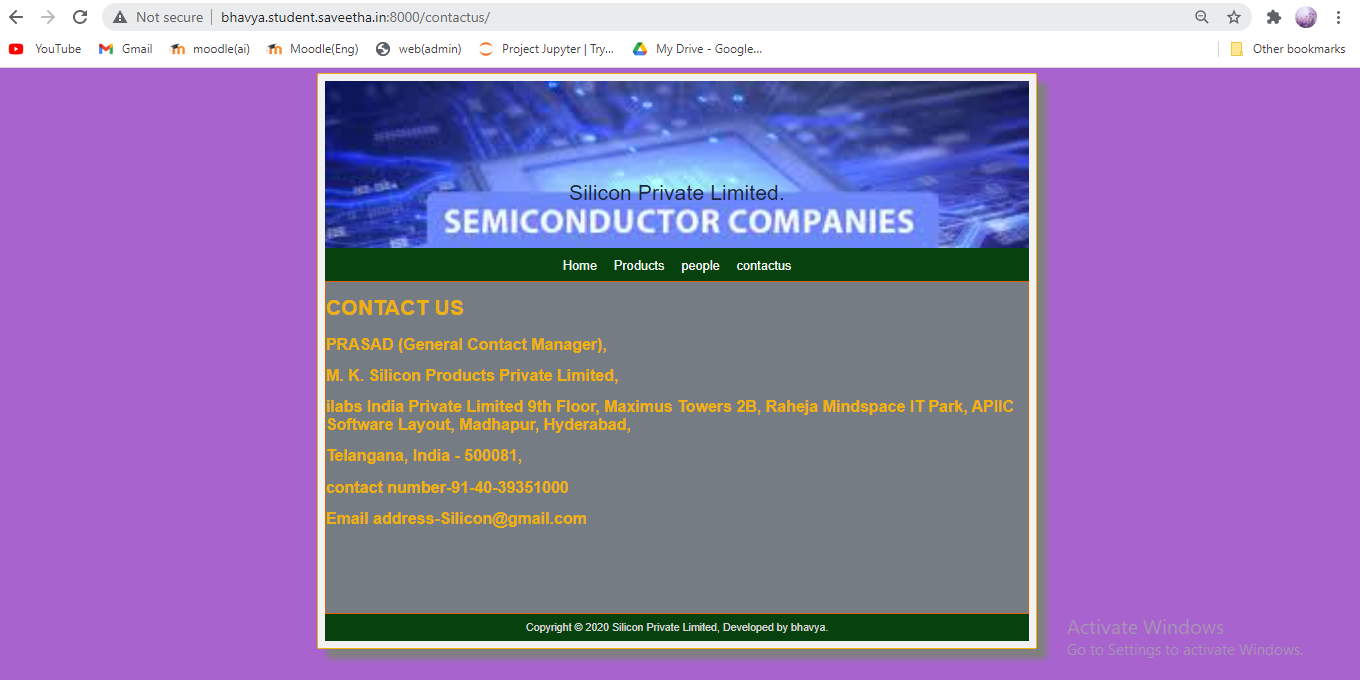 Not secure | bhavya.student.saveetha.in:8000/contactus/
YouTube Gmail moodle(ai) Moodle(Eng) web(admin) Project Jupyter | Try... My Drive - Google... Other bookmarks
Silicon Private Limited.
SEMICONDUCTOR COMPANIES
Home Products people contactus
CONTACT US
PRASAD (General Contact Manager),
M. K. Silicon Products Private Limited,
ilabs India Private Limited 9th Floor, Maximus Towers 2B, Raheja Mindspace IT Park, APIIC
Software Layout, Madhapur, Hyderabad,
Telangana, India - 500081,
contact number-91-40-39351000
Email address-Silicon@gmail.com
Copyright © 2020 Silicon Private Limited, Developed by bhavya.
Activate Windows
Go to Settings to activate Windows.